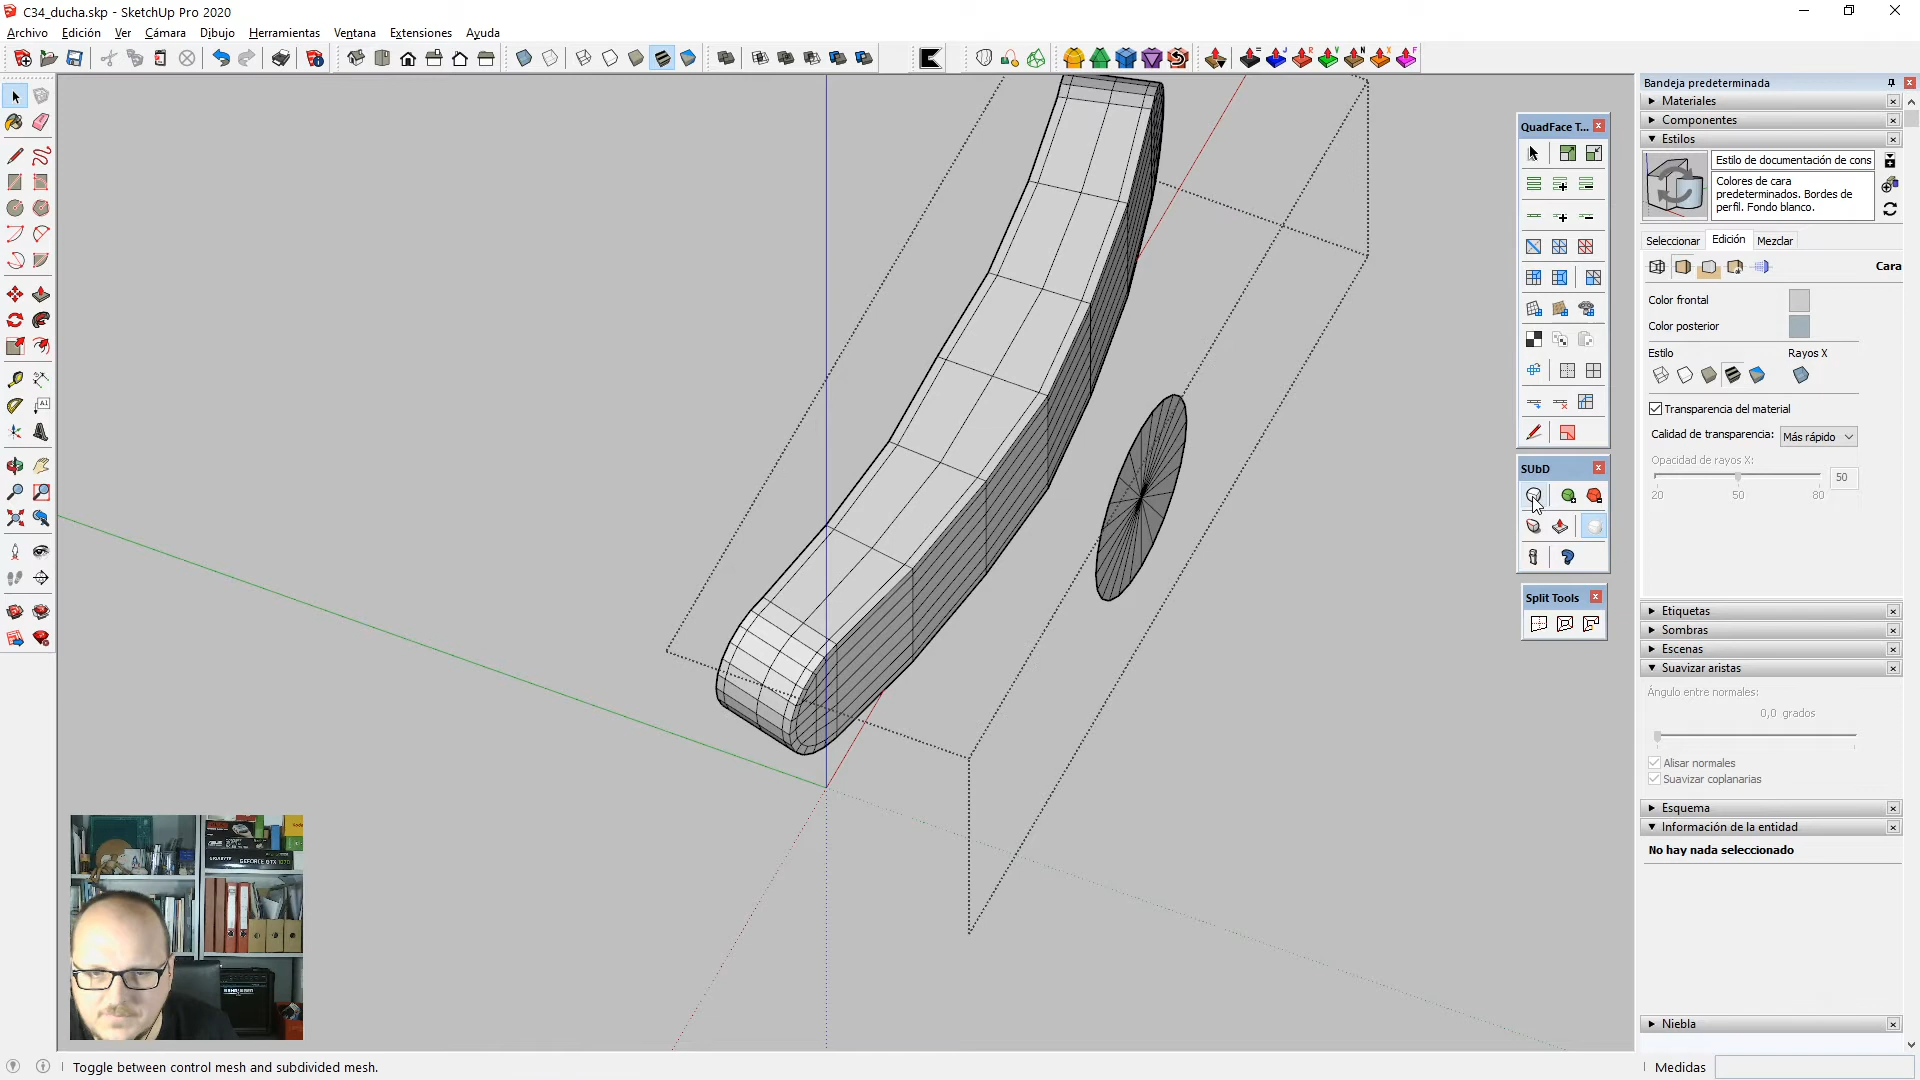 C34_ducha.skp - SketchUp Pro 2020
Archivo Edición Ver Cámara Dibujo Herramientas Ventana Extensiones Ayuda
Bandeja predeterminada
Materiales
Componentes
Estilos
Estilo de documentación de cons
Colores de cara
predeterminados. Bordes de
perfil. Fondo blanco.
Seleccionar Edición Mezclar
Cara
Color frontal
Color posterior
Estilo Rayos X
Transparencia del material
Calidad de transparencia: Más rápido
Opacidad de rayos X:
50
20 50 80
Etiquetas
Sombras
Escenas
Suavizar aristas
Ángulo entre normales:
0,0 grados
Alisar normales
Suavizar coplanarias
Esquema
Información de la entidad
No hay nada seleccionado
Niebla
QuadFace T...
SUbD
Split Tools
GEFORCE GTX 1070
Toggle between control mesh and subdivided mesh.
Medidas